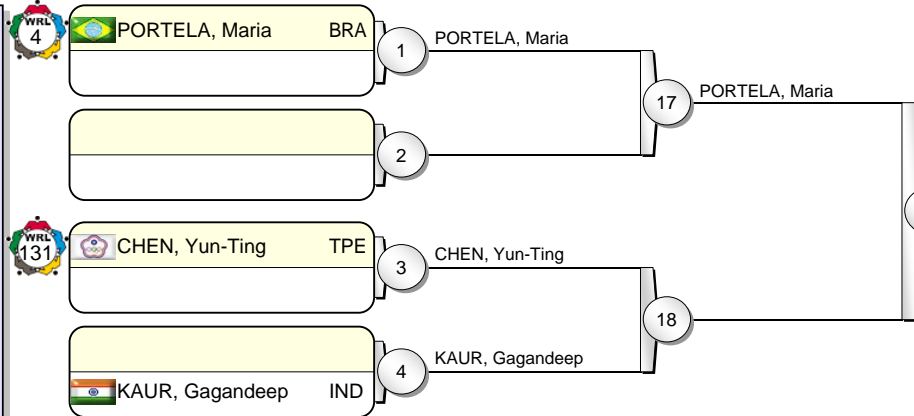 WRL
4
PORTELA, Maria BRA
1
PORTELA, Maria
17
PORTELA, Maria
2
WRL
131
CHEN, Yun-Ting TPE
3
CHEN, Yun-Ting
18
KAUR, Gagandeep IND
4
KAUR, Gagandeep